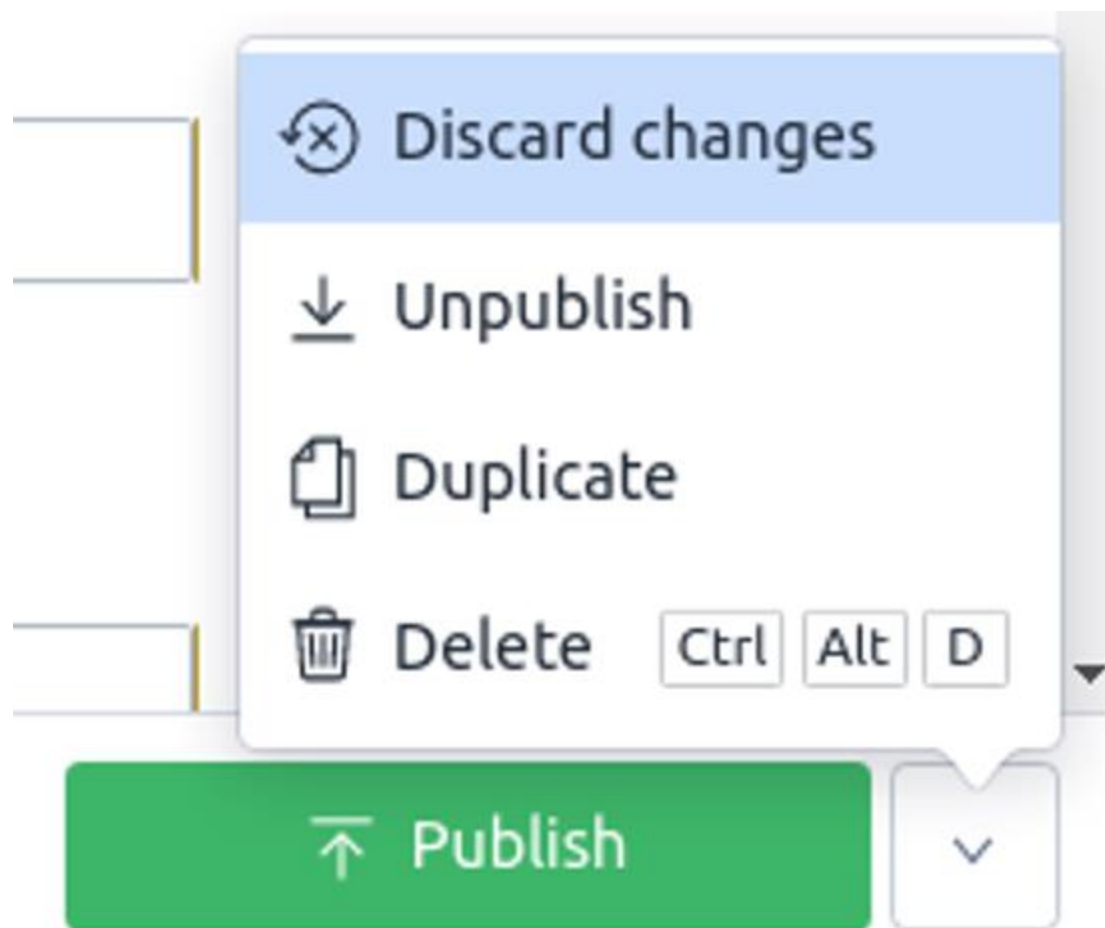 Discard changes
Unpublish
Duplicate
Delete Ctrl Alt D
Publish